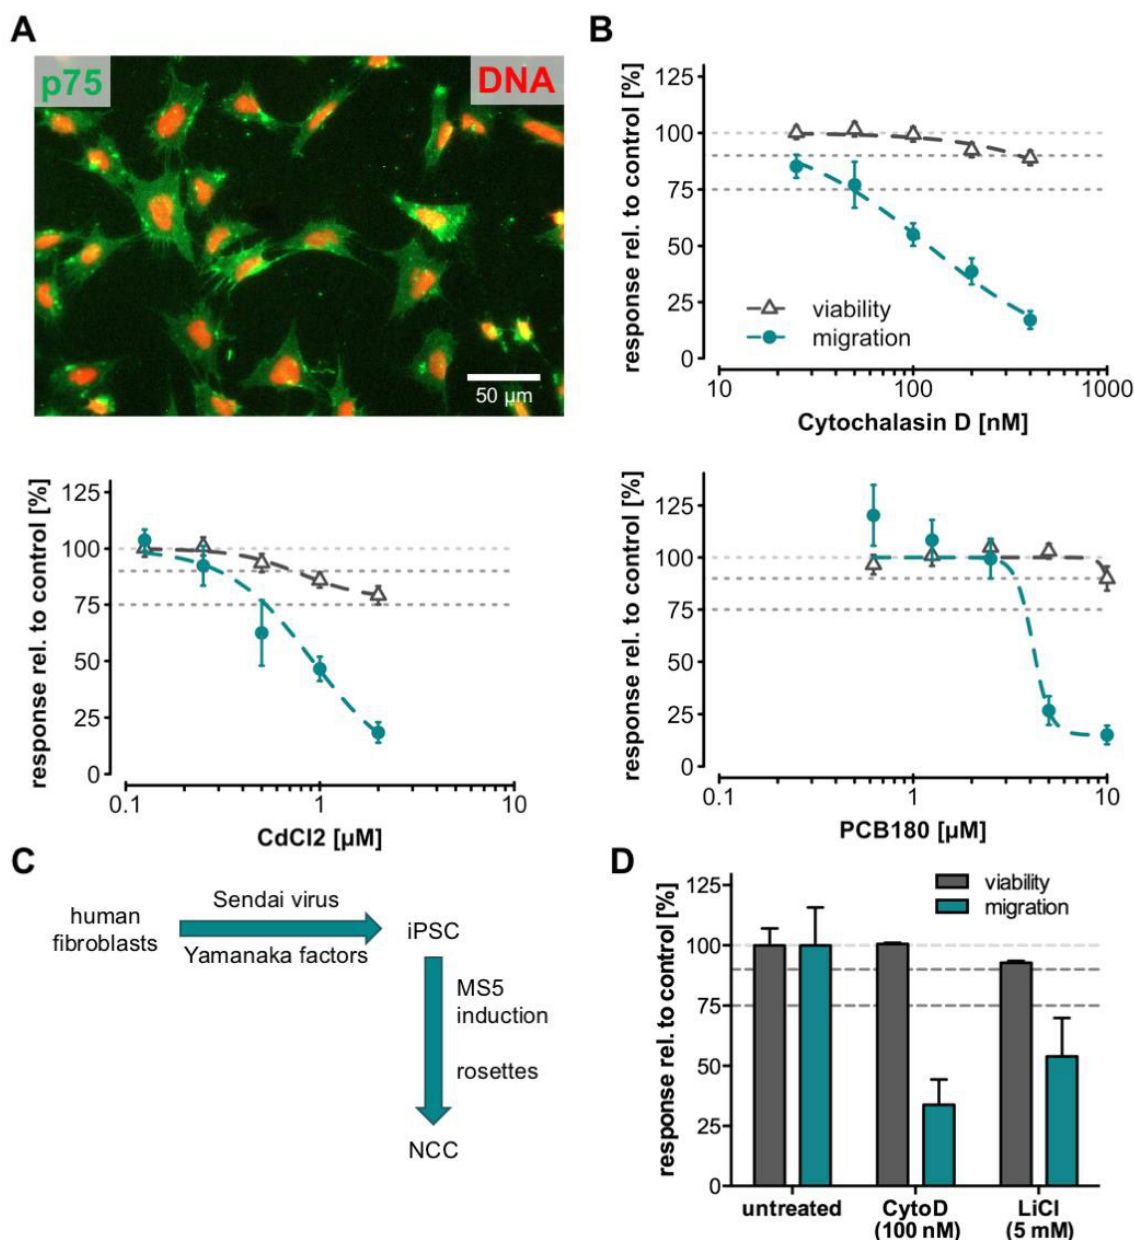 A
p75
DNA
50 µm
B
response rel. to control [%]
125
100
75
50
25
0
viability
migration
10
100
1000
Cytochalasin D [nM]
response rel. to control [%]
125
100
75
50
25
0
0.1
1
10
CdCl2 [µM]
response rel. to control [%]
125
100
75
50
25
0
0.1
1
10
PCB180 [µM]
C
human
fibroblasts
Sendai virus
Yamanaka factors
iPSC
MS5
induction
rosettes
NCC
D
response rel. to control [%]
125
100
75
50
25
0
viability
migration
untreated
CytoD
(100 nM)
LiCl
(5 mM)